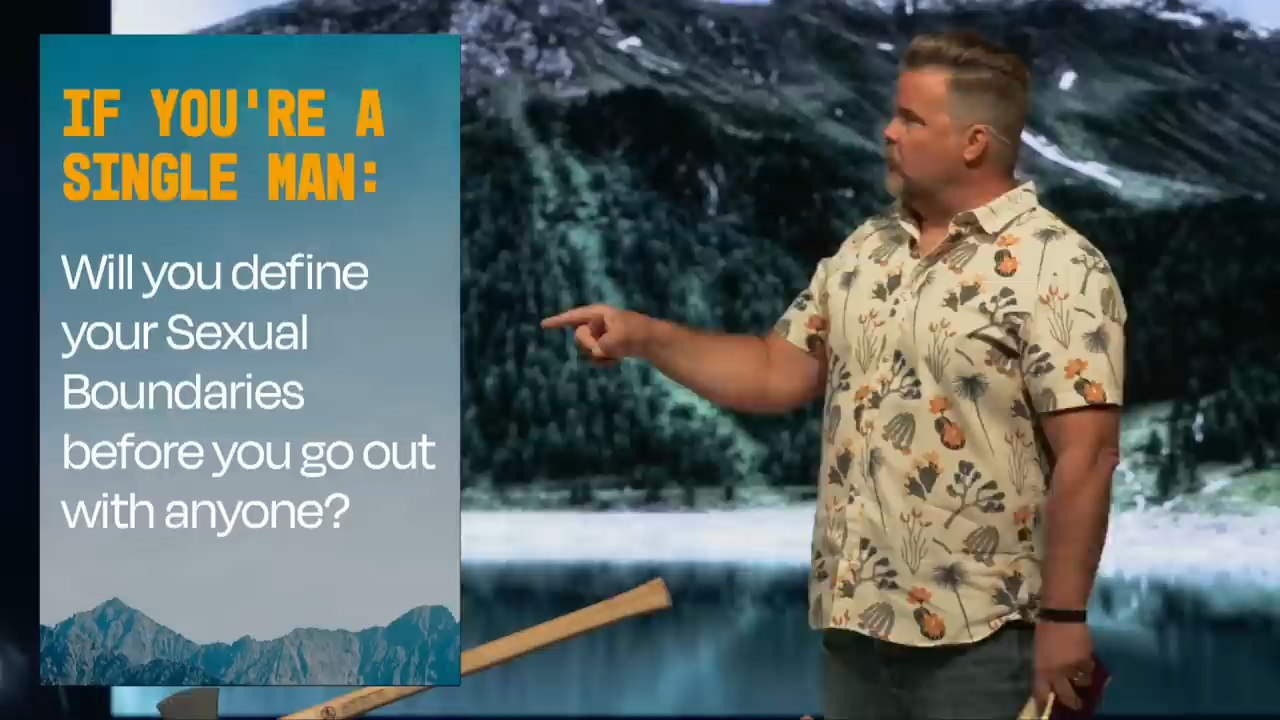 IF YOU'RE A
SINGLE MAN:
Will you define
your Sexual
Boundaries
before you go out
with anyone?